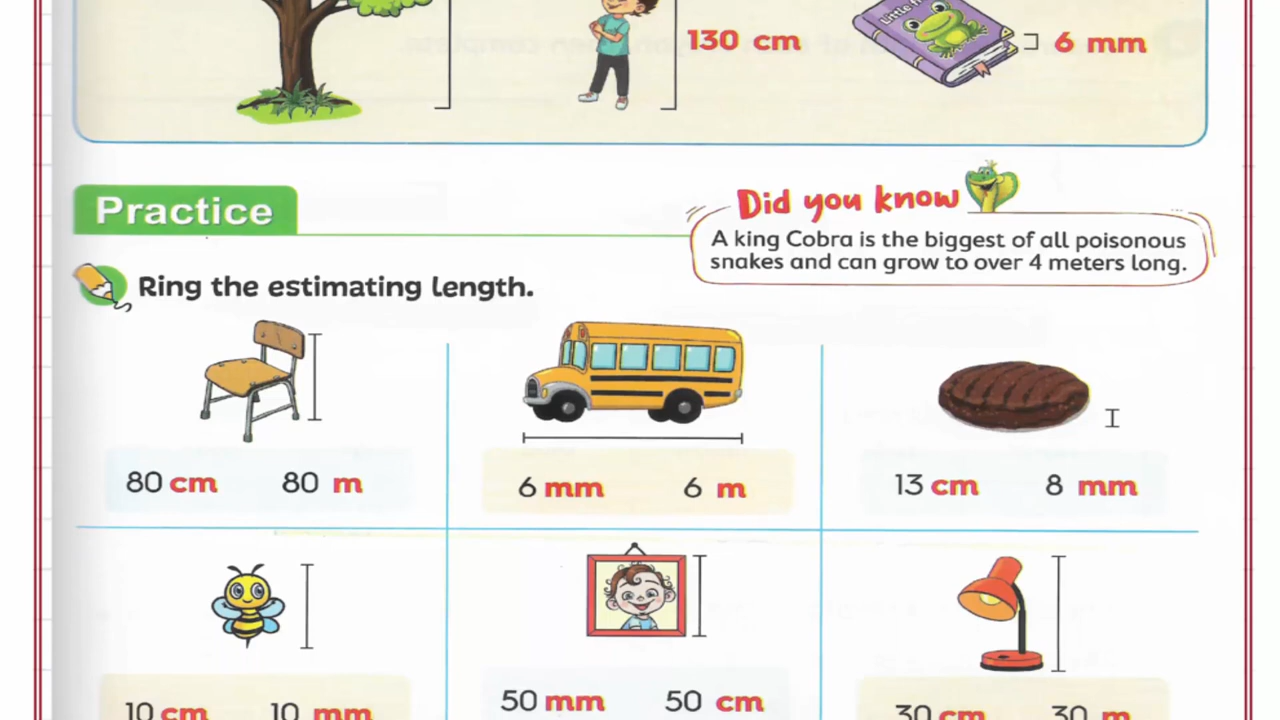 Little
130 cm
6 mm
Practice
Did you know
A king Cobra is the biggest of all poisonous
snakes and can grow to over 4 meters long.
Ring the estimating length.
80 cm 80 m
6 mm 6 m
13 cm 8 mm
10 cm 10 mm
50 mm 50 cm
30 cm 30 m